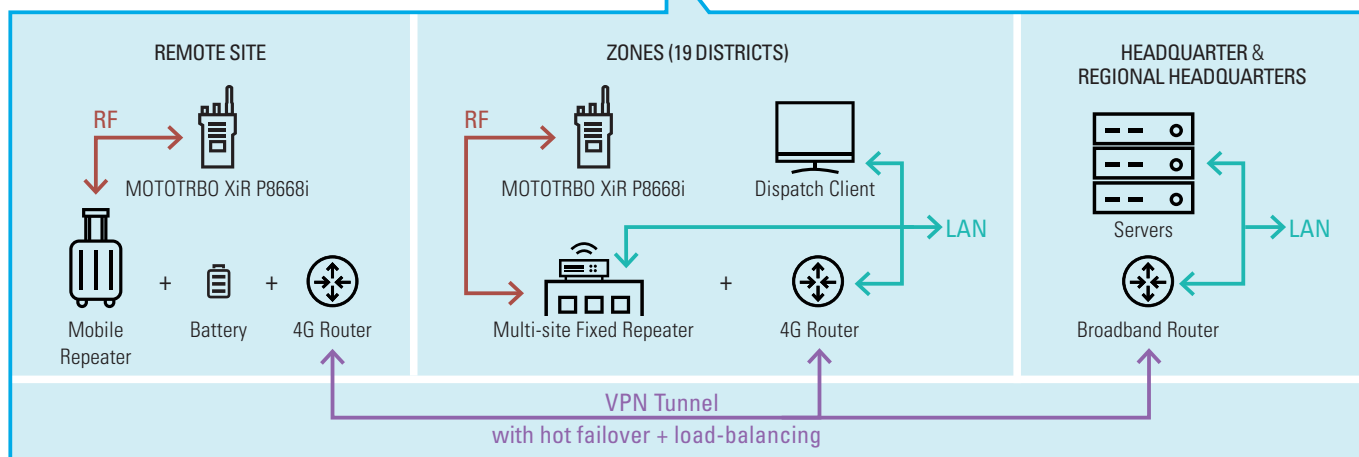 REMOTE SITE
RF
MOTOTRBO XiR P8668i
+
+
Mobile
Repeater
Battery
4G Router
ZONES (19 DISTRICTS)
RF
MOTOTRBO XiR P8668i
Dispatch Client
LAN
+
Multi-site Fixed Repeater
4G Router
HEADQUARTER &
REGIONAL HEADQUARTERS
Servers
LAN
Broadband Router
VPN Tunnel
with hot failover + load-balancing